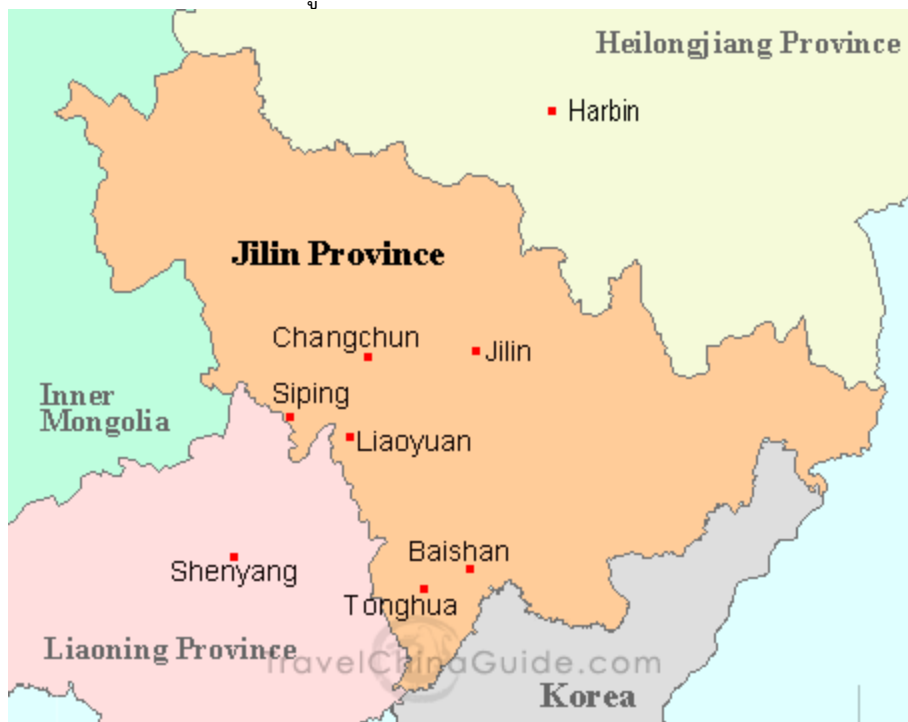 Heilongjiang Province
Harbin
Jilin Province
Changchun
Jilin
Inner
Mongolia
Siping
Liaoyuan
Baishan
Shenyang
Tonghua
Liaoning Province
TravelChinaGuide.com
Korea